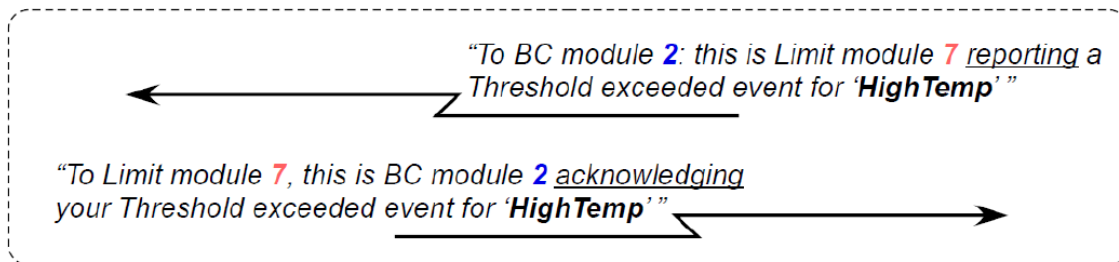 “To BC module 2: this is Limit module 7 reporting a
Threshold exceeded event for ‘HighTemp’ ”
“To Limit module 7, this is BC module 2 acknowledging
your Threshold exceeded event for ‘HighTemp’ ”